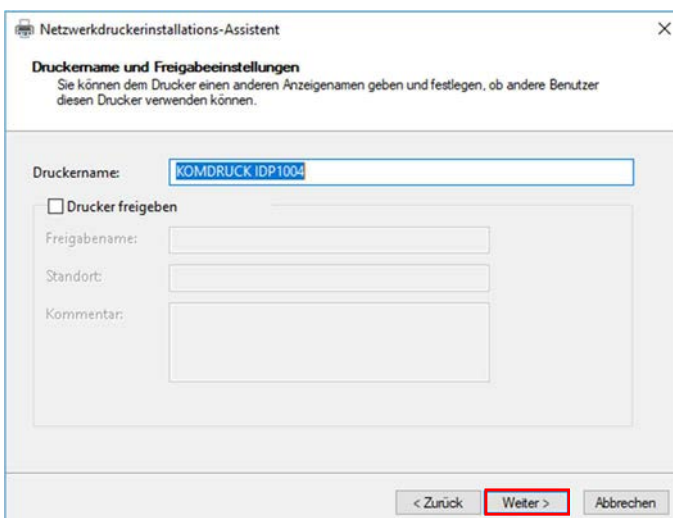 Netzwerkdruckerinstallations-Assistent
Druckername und Freigabeeinstellungen
Sie können dem Drucker einen anderen Anzeigenamen geben und festlegen, ob andere Benutzer
diesen Drucker verwenden können.
Druckername: KOMDRUCK IDP1004
Drucker freigeben
Freigabename:
Standort:
Kommentar:
< Zurück Weiter > Abbrechen